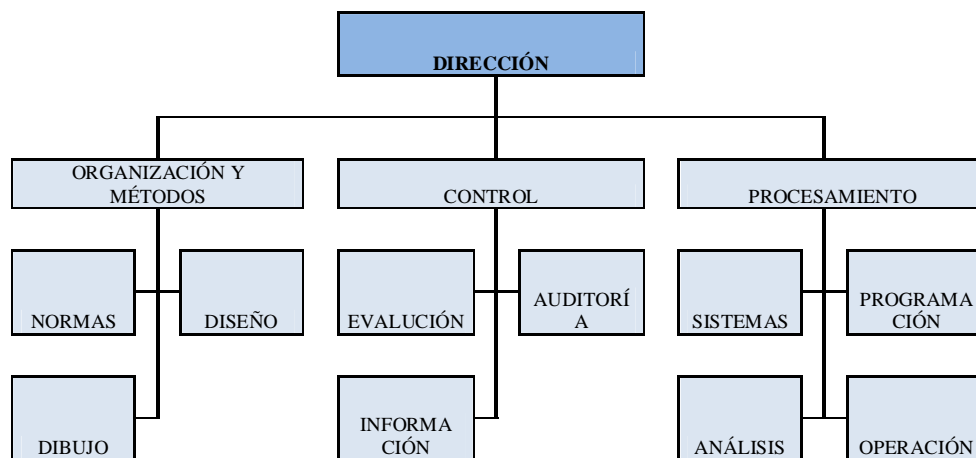 DIRECCIÓN
ORGANIZACIÓN Y
MÉTODOS
CONTROL
PROCESAMIENTO
NORMAS
DISEÑO
EVALUCIÓN
AUDITORÍ
A
SISTEMAS
PROGRAMA
CIÓN
DIBUJO
INFORMA
CIÓN
ANÁLISIS
OPERACIÓN